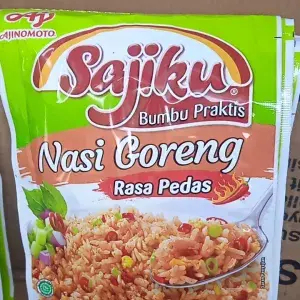 AJINOMOTO
Sajiku
Bumbu Praktis
Nasi Goreng
Rasa Pedas